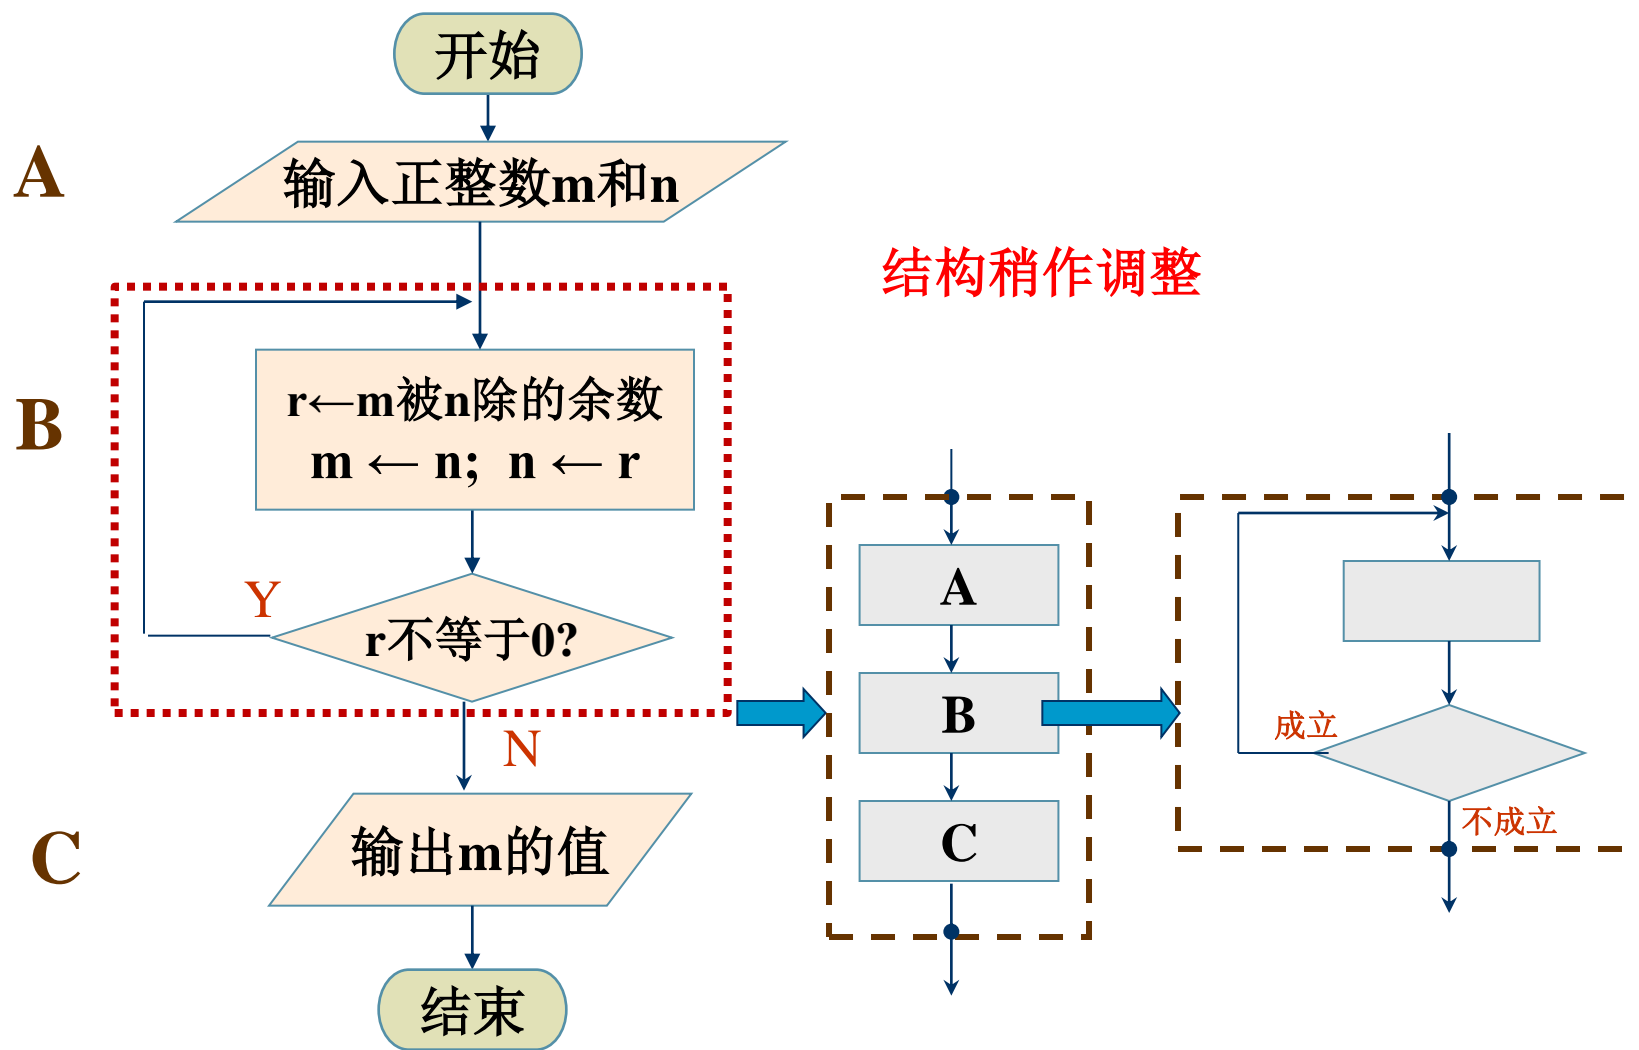 开始
A
输入正整数m和n
结构稍作调整
B
r←m被n除的余数
m ← n; n ← r
Y
r不等于0?
N
C
输出m的值
结束
A
B
C
成立
不成立